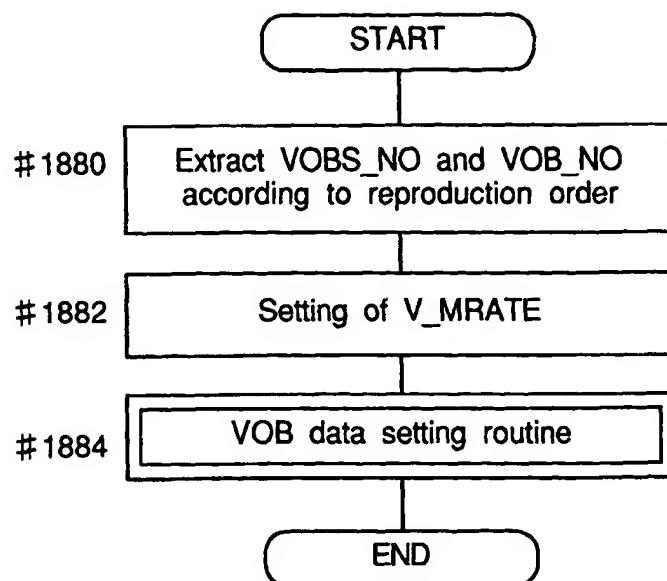 START
#1880
Extract VOBS_NO and VOB_NO
according to reproduction order
#1882
Setting of V_MRATE
#1884
VOB data setting routine
END